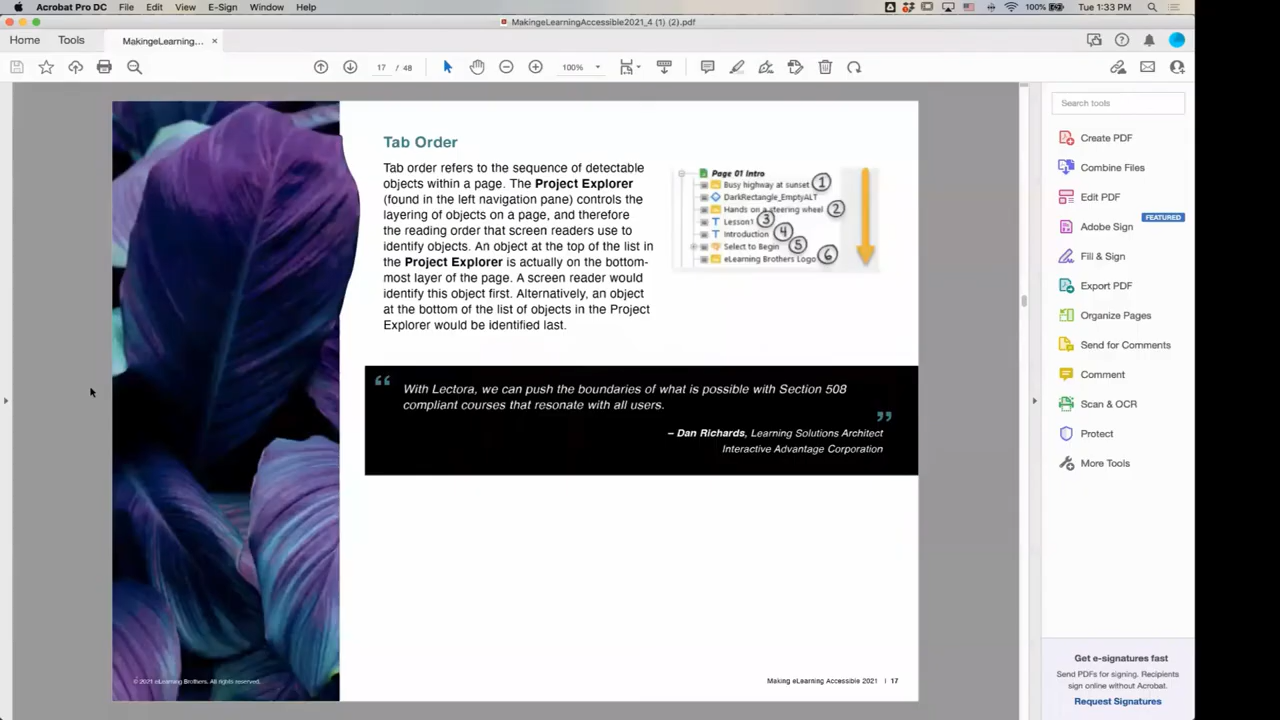 Acrobat Pro DC File Edit View E-Sign Window Help
100% Tue 1:33 PM
MakingeLearningAccessible2021_4 (1) (2).pdf
Home Tools MakingeLearning... ×
17 / 48 100%
Tab Order
Tab order refers to the sequence of detectable
objects within a page. The Project Explorer
(found in the left navigation pane) controls the
layering of objects on a page, and therefore
the reading order that screen readers use to
identify objects. An object at the top of the list in
the Project Explorer is actually on the bottom-
most layer of the page. A screen reader would
identify this object first. Alternatively, an object
at the bottom of the list of objects in the Project
Explorer would be identified last.
Page 01 Intro
Busy highway at sunset 1
DarkRectangle_EmptyALT
Hands on a steering wheel 2
Lesson1 3
Introduction 4
Select to Begin 5
eLearning Brothers Logo 6
“ With Lectora, we can push the boundaries of what is possible with Section 508
compliant courses that resonate with all users. ”
– Dan Richards, Learning Solutions Architect
Interactive Advantage Corporation
© 2021 eLearning Brothers. All rights reserved.
Making eLearning Accessible 2021 | 17
Search tools
Create PDF
Combine Files
Edit PDF
FEATURED
Adobe Sign
Fill & Sign
Export PDF
Organize Pages
Send for Comments
Comment
Scan & OCR
Protect
More Tools
Get e-signatures fast
Send PDFs for signing. Recipients
sign online without Acrobat.
Request Signatures